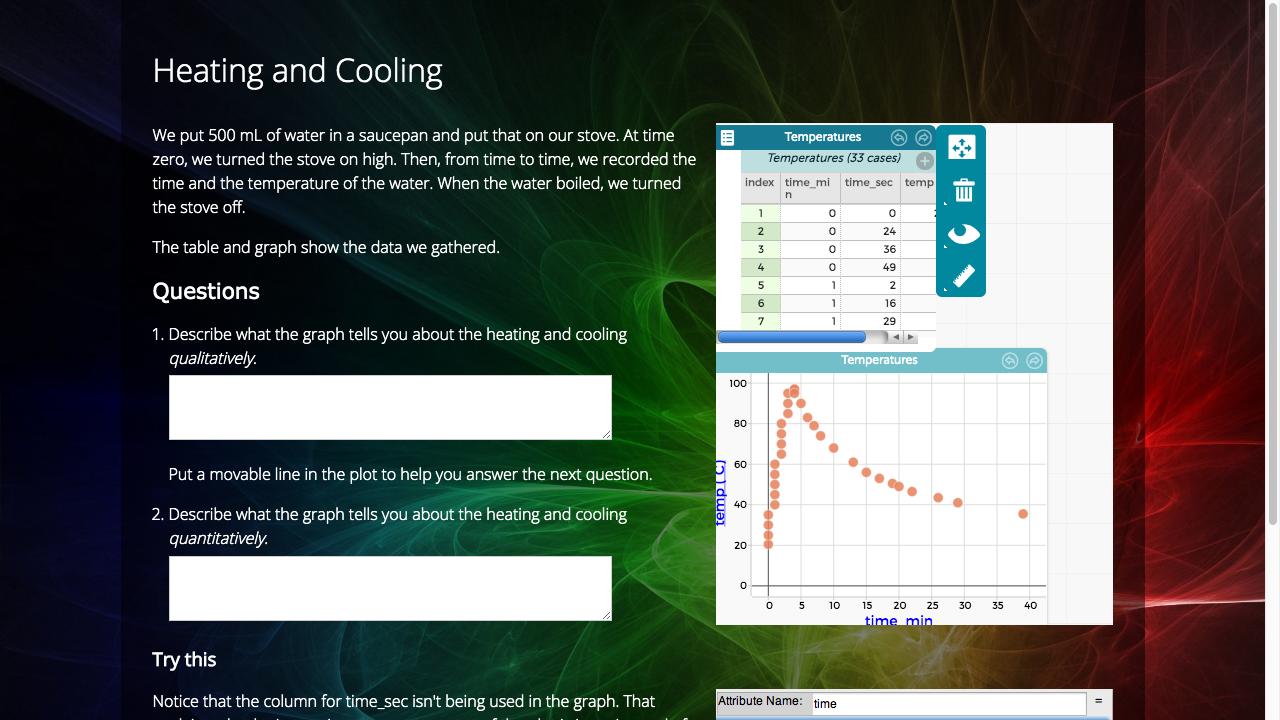 Heating and Cooling
We put 500 mL of water in a saucepan and put that on our stove. At time
zero, we turned the stove on high. Then, from time to time, we recorded the
time and the temperature of the water. When the water boiled, we turned
the stove off.
The table and graph show the data we gathered.
Questions
1. Describe what the graph tells you about the heating and cooling
qualitatively.
Put a movable line in the plot to help you answer the next question.
2. Describe what the graph tells you about the heating and cooling
quantitatively.
Try this
Notice that the column for time_sec isn't being used in the graph. That
Temperatures
Temperatures (33 cases)
index time_mi time_sec temp
n
1 0 0
2 0 24
3 0 36
4 0 49
5 1 2
6 1 16
7 1 29
Temperatures
100
80
60
40
20
0
temp (°C)
0 5 10 15 20 25 30 35 40
time_min
Attribute Name: time =